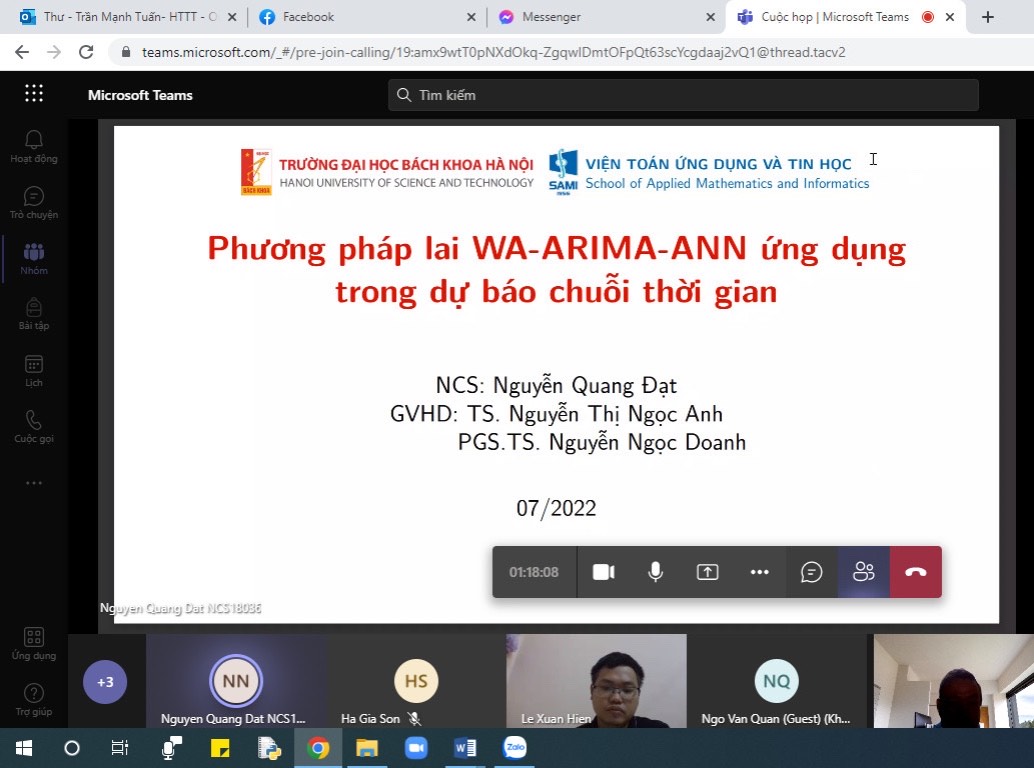 Thư - Trần Mạnh Tuấn- HTTT - O
Facebook
Messenger
Cuộc họp | Microsoft Teams
teams.microsoft.com/_#/pre-join-calling/19:amx9wtT0pNXdOkq-ZgqwIDmtOFpQt63scYcgdaaj2vQ1@thread.tacv2
Microsoft Teams
Tìm kiếm
Hoạt động
Trò chuyện
Nhóm
Bài tập
Lịch
Cuộc gọi
Ứng dụng
Trợ giúp
TRƯỜNG ĐẠI HỌC BÁCH KHOA HÀ NỘI
HANOI UNIVERSITY OF SCIENCE AND TECHNOLOGY
BÁCH KHOA
SAMI
VIỆN TOÁN ỨNG DỤNG VÀ TIN HỌC
School of Applied Mathematics and Informatics
Phương pháp lai WA-ARIMA-ANN ứng dụng
trong dự báo chuỗi thời gian
NCS: Nguyễn Quang Đạt
GVHD: TS. Nguyễn Thị Ngọc Anh
PGS.TS. Nguyễn Ngọc Doanh
07/2022
01:18:08
Nguyen Quang Dat NCS18036
+3
NN
Nguyen Quang Dat NCS1...
HS
Ha Gia Son
Le Xuan Hien
NQ
Ngo Van Quan (Guest) (Kh...
Zalo